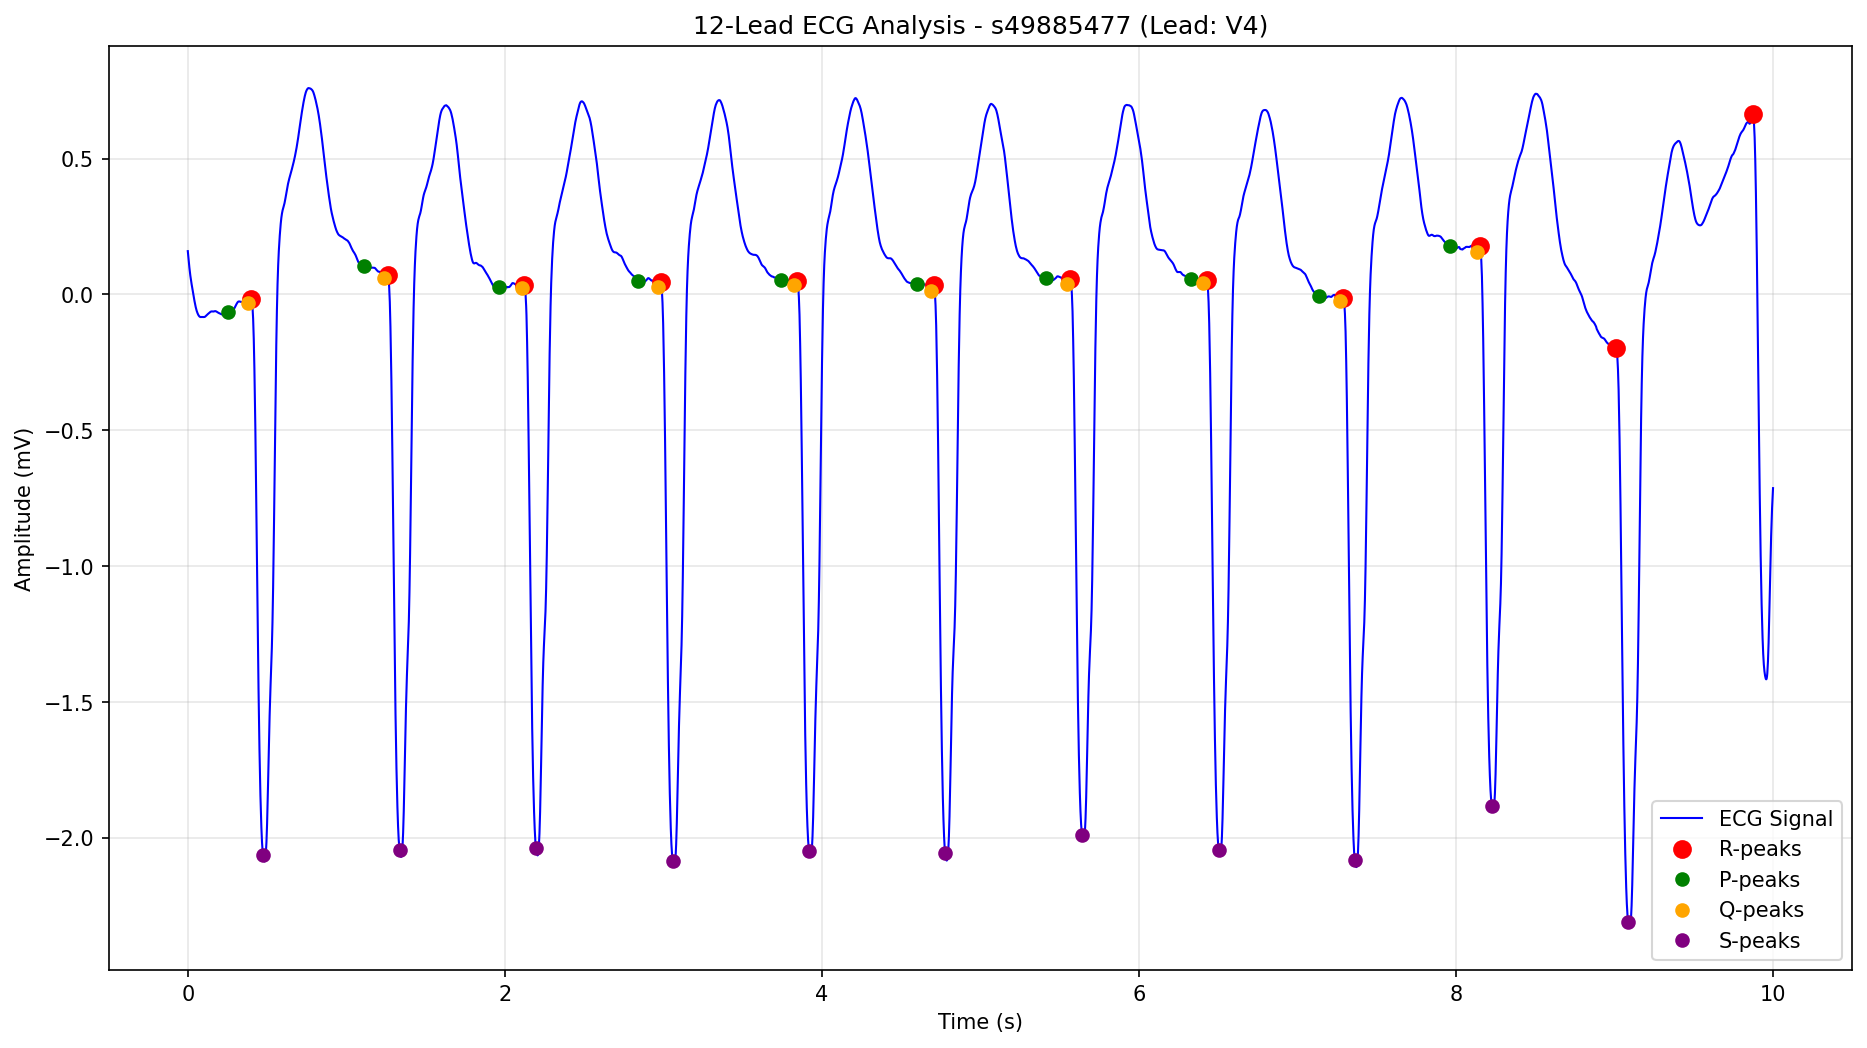 12-Lead ECG Analysis - s49885477 (Lead: V4)
Amplitude (mV)
0.5
0.0
−0.5
−1.0
−1.5
−2.0
0
2
4
6
8
10
Time (s)
ECG Signal
R-peaks
P-peaks
Q-peaks
S-peaks